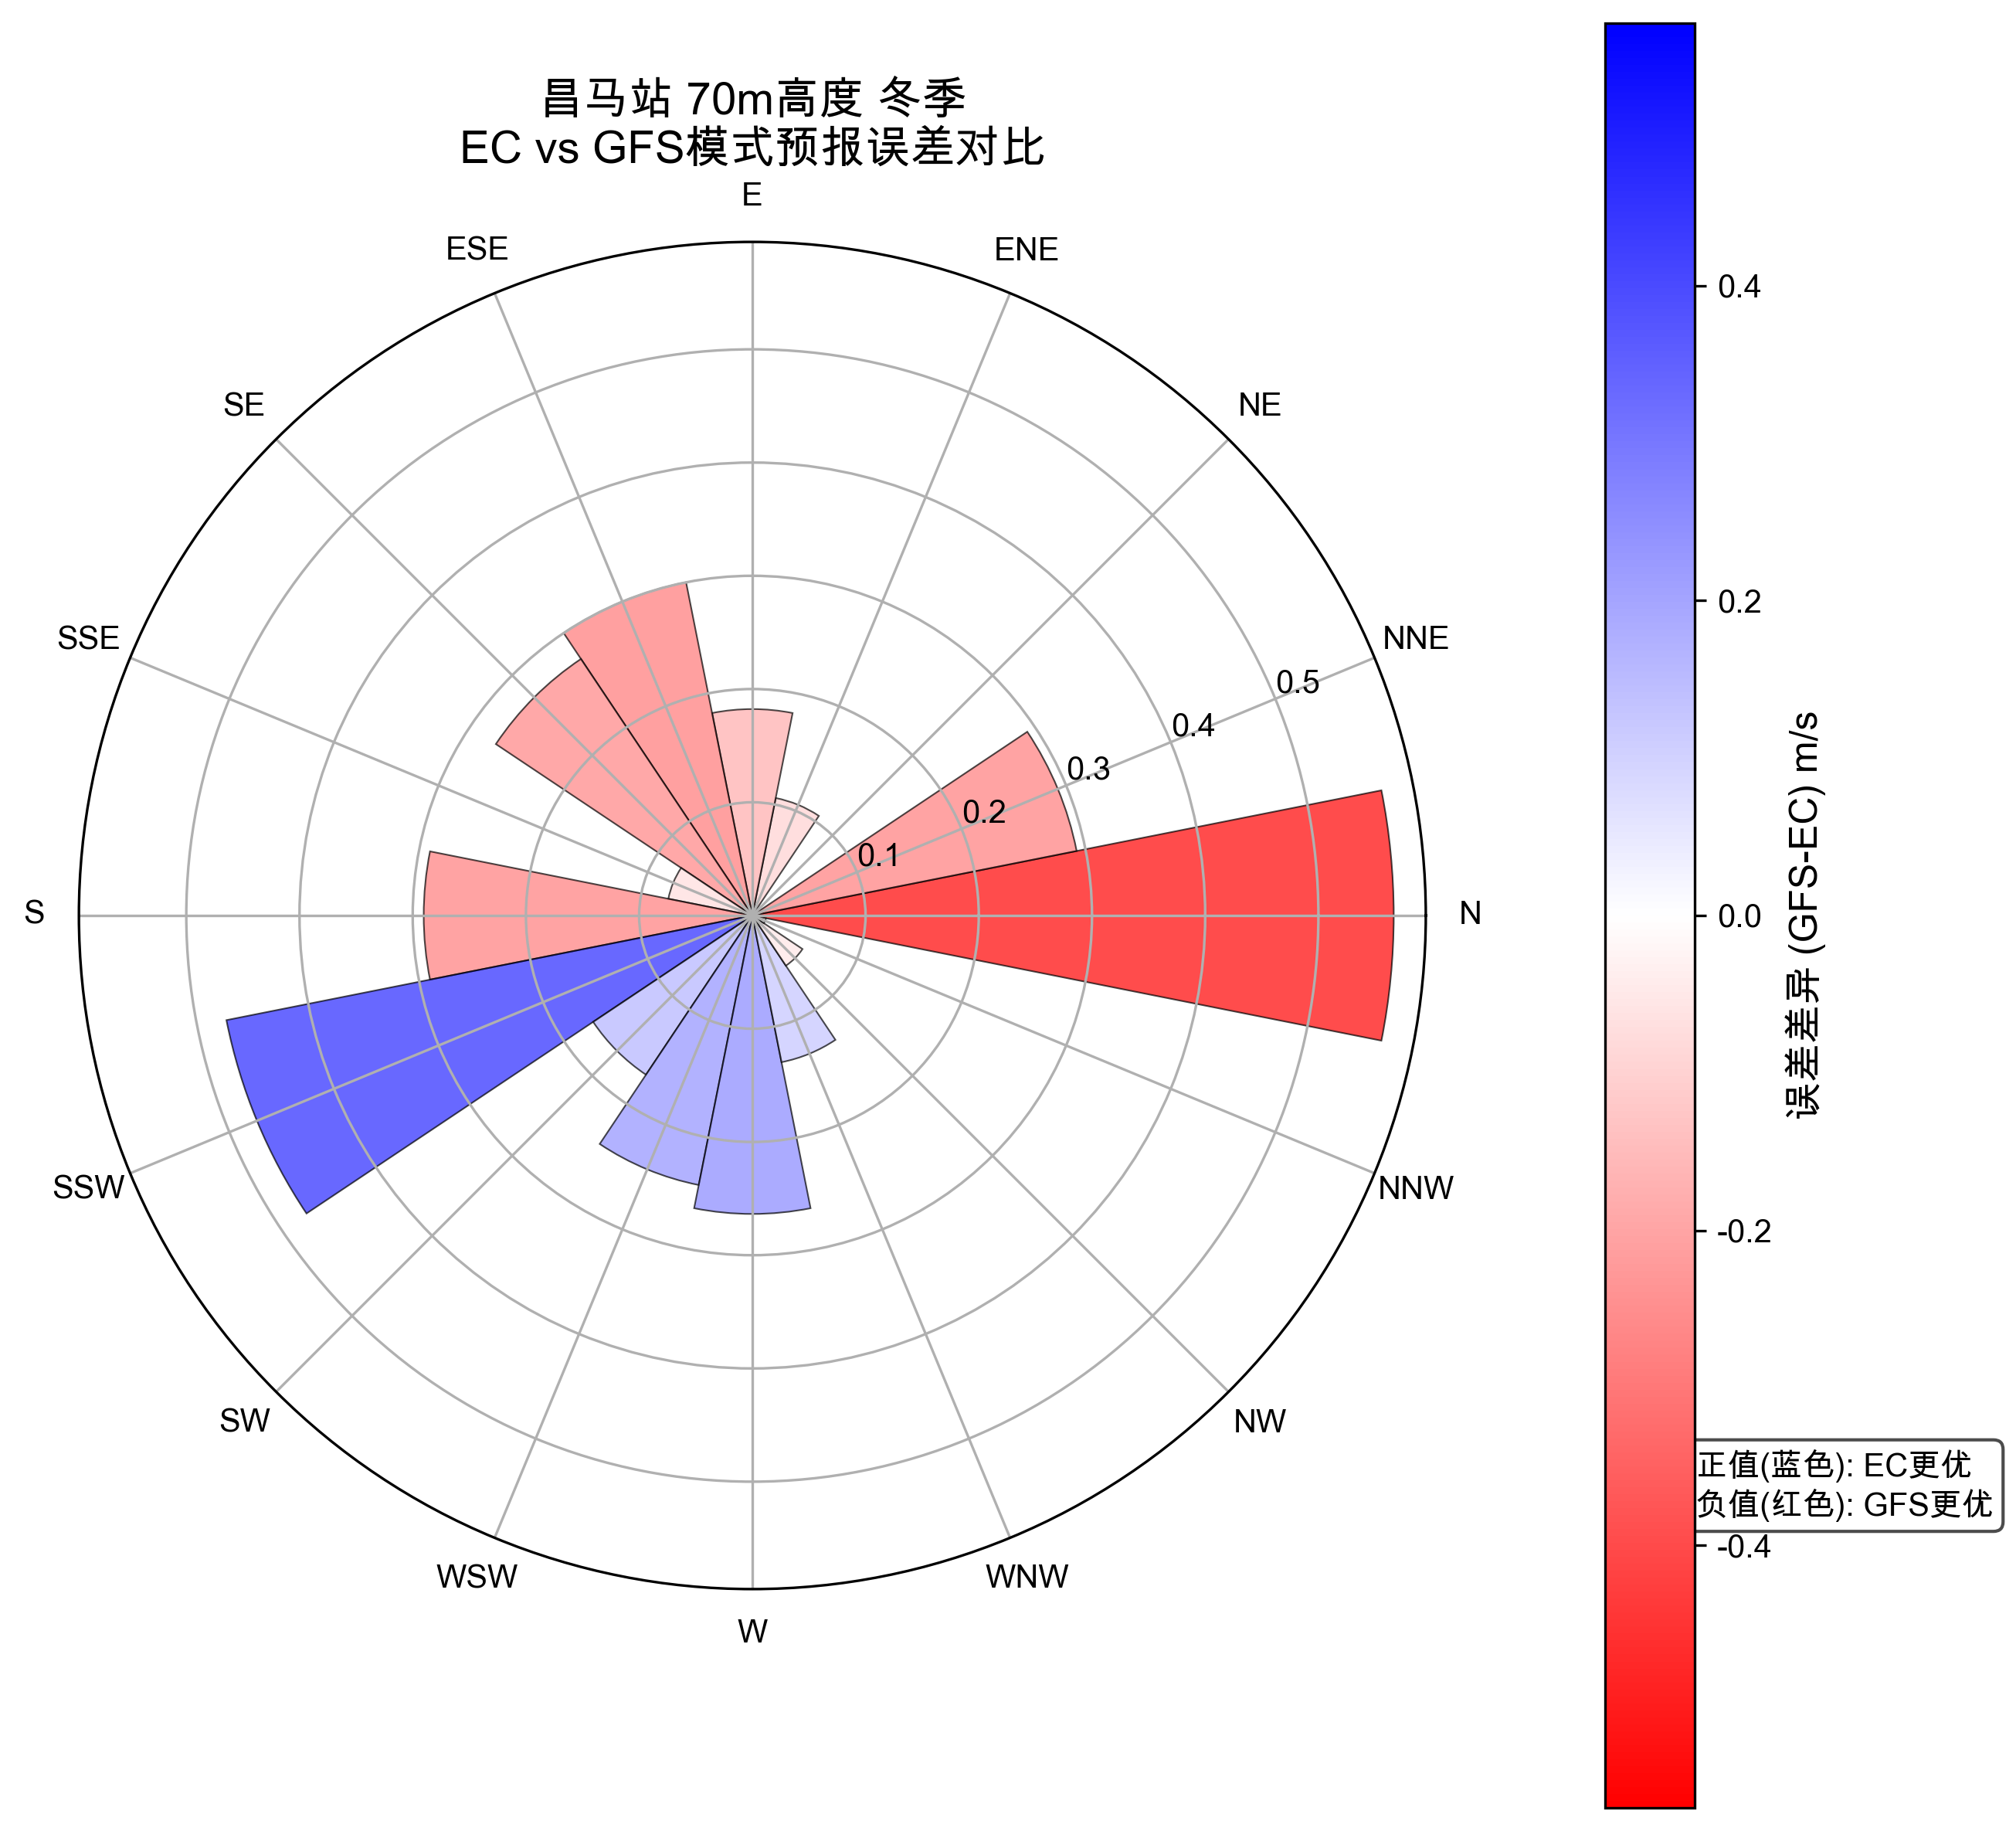 昌马站 70m高度 冬季
EC vs GFS模式预报误差对比
E
ESE
ENE
SE
NE
SSE
NNE
S
N
SSW
NNW
SW
NW
WSW
WNW
W
0.5
0.4
0.3
0.2
0.1
0.4
0.2
0.0
-0.2
-0.4
误差差异 (GFS-EC) m/s
正值(蓝色): EC更优
负值(红色): GFS更优